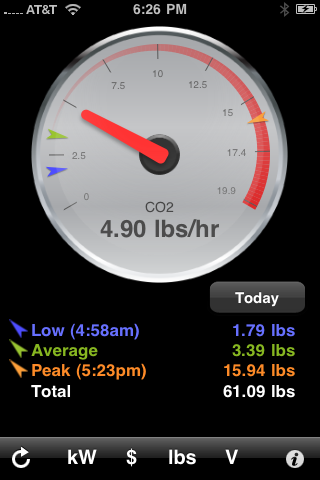 AT&T 6:26 PM
10
7.5 12.5
15
2.5 17.4
0 19.9
CO2
4.90 lbs/hr
Today
Low (4:58am) 1.79 lbs
Average 3.39 lbs
Peak (5:23pm) 15.94 lbs
Total 61.09 lbs
kW $ lbs V i